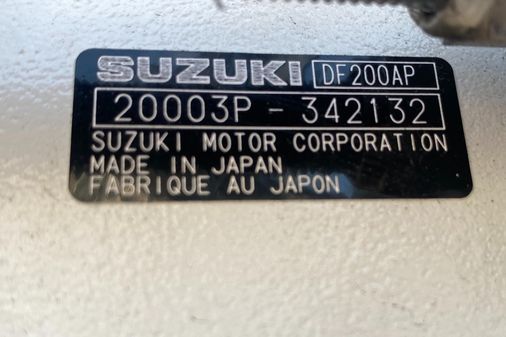 SUZUKI DF200AP
20003P-342132
SUZUKI MOTOR CORPORATION
MADE IN JAPAN
FABRIQUE AU JAPON